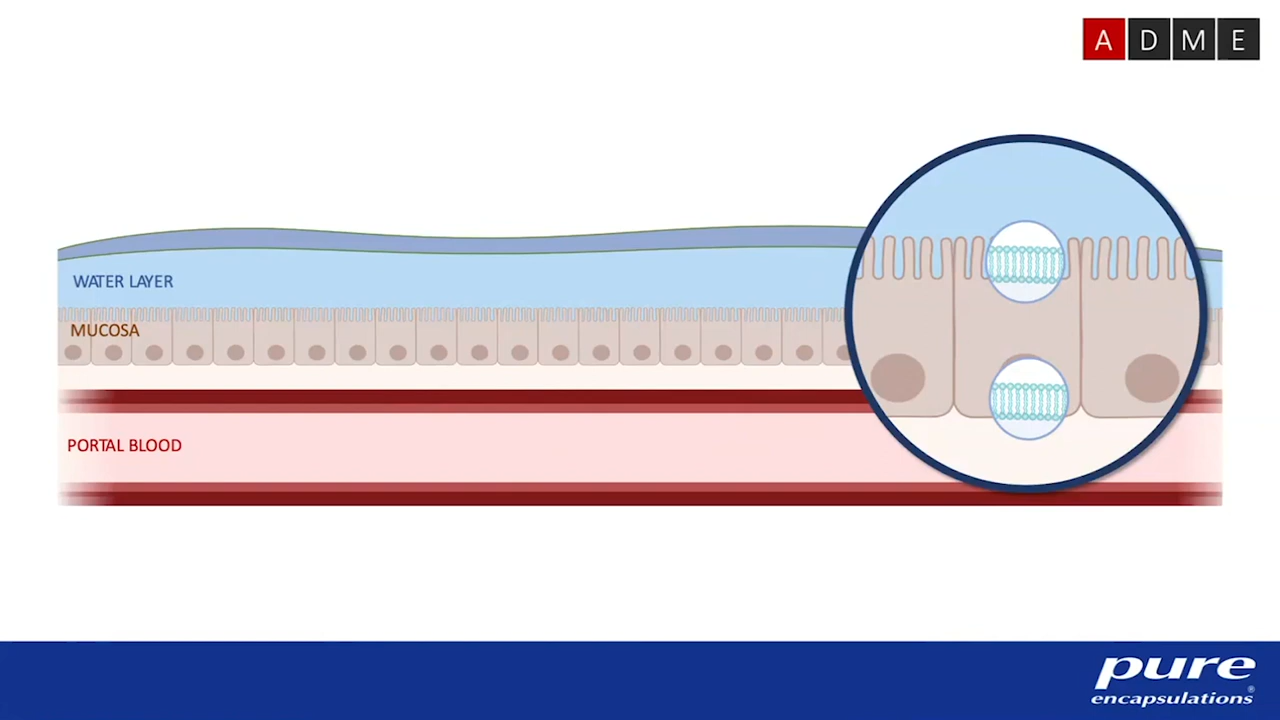 A D M E
WATER LAYER
MUCOSA
PORTAL BLOOD
pure
encapsulations®